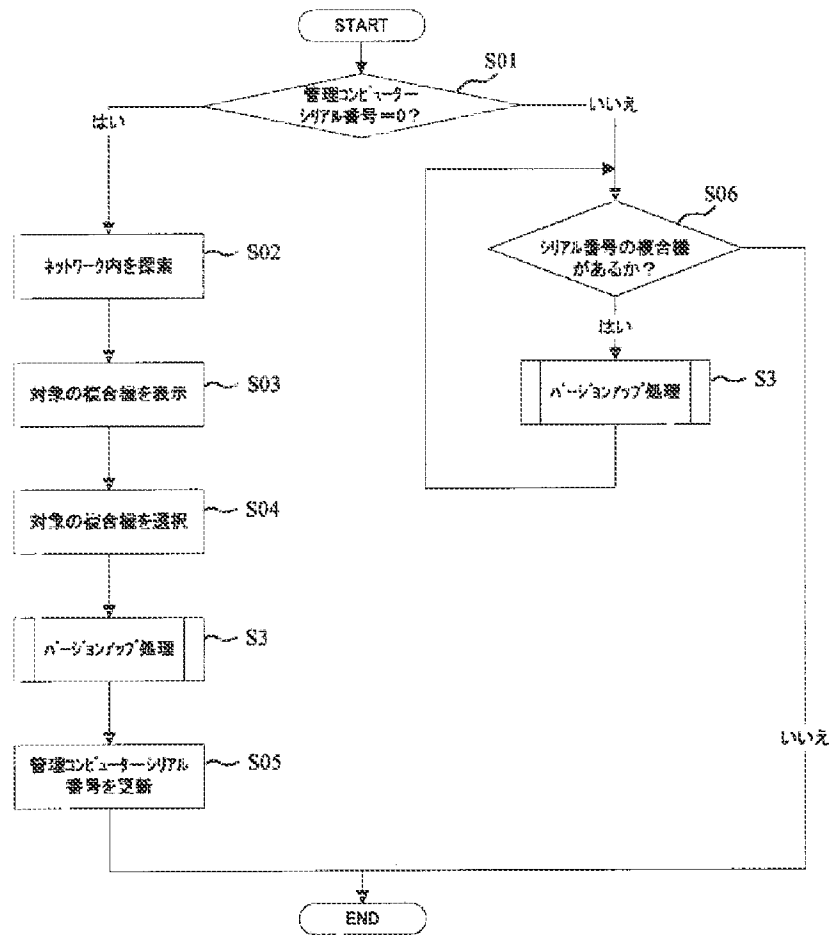 START
S01
管理コンピューター
シリアル番号＝0？
はい
いいえ
S02
ネットワーク内を探索
S03
対象の複合機を表示
S04
対象の複合機を選択
S3
バージョンアップ処理
S05
管理コンピューターシリアル
番号を更新
S06
シリアル番号の複合機
があるか？
はい
S3
バージョンアップ処理
いいえ
END